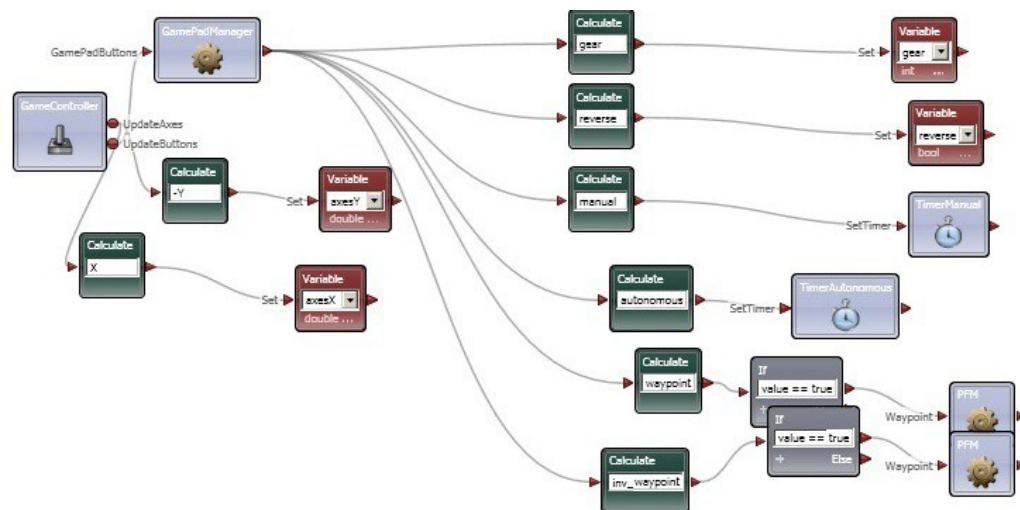 GamePadManager
GamePadButtons
GameController
UpdateAxes
UpdateButtons
Calculate
-Y
Set
Variable
axesY
double ...
Calculate
X
Set
Variable
axesX
double ...
Calculate
gear
Set
Variable
gear
int ...
Calculate
reverse
Set
Variable
reverse
bool ...
Calculate
manual
SetTimer
TimerManual
Calculate
autonomous
SetTimer
TimerAutonomous
Calculate
waypoint
If
value == true
Waypoint
PFM
Calculate
inv_waypoint
If
value == true
Else
Waypoint
PFM